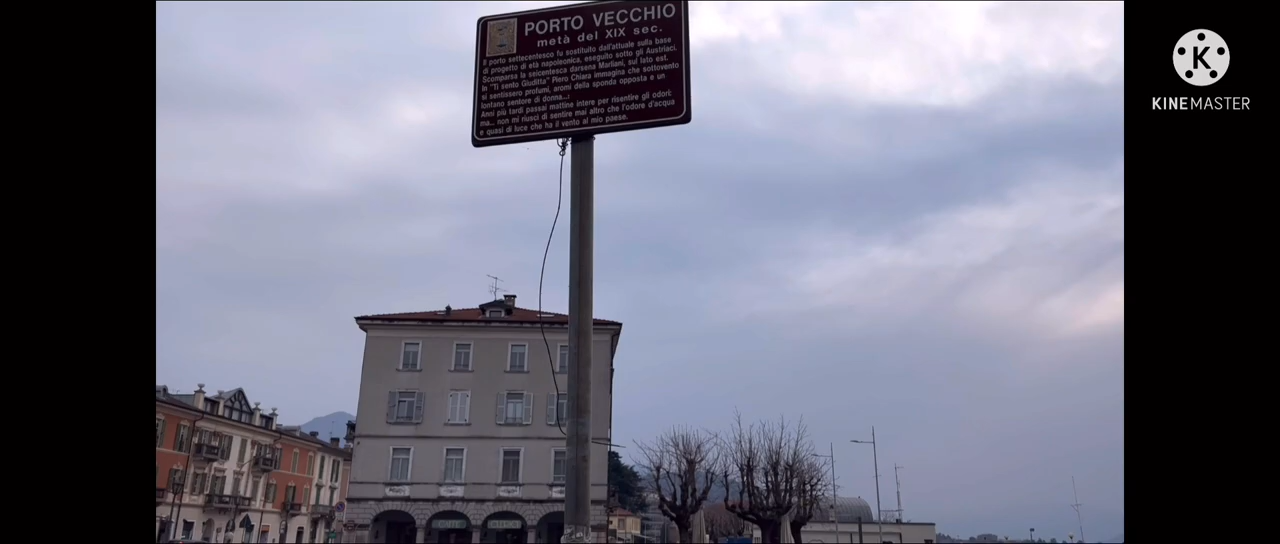 PORTO VECCHIO
metà del XIX sec.
Il porto settecentesco fu sostituito dall'attuale sulla base
di progetto di età napoleonica, eseguito sotto gli Austriaci.
Scomparsa la seicentesca darsena Marliani, sul lato est.
In "Ti sento Giuditta" Piero Chiara immagina che sottovento
si sentissero profumi, aromi della sponda opposta e un
lontano sentore di donna...:
Anni più tardi passai mattine intere per risentire gli odori:
ma... non mi riuscì di sentire mai altro che l'odore d'acqua
e quasi di luce che ha il vento al mio paese.
CAFFÈ
CLERICI
K
KINEMASTER